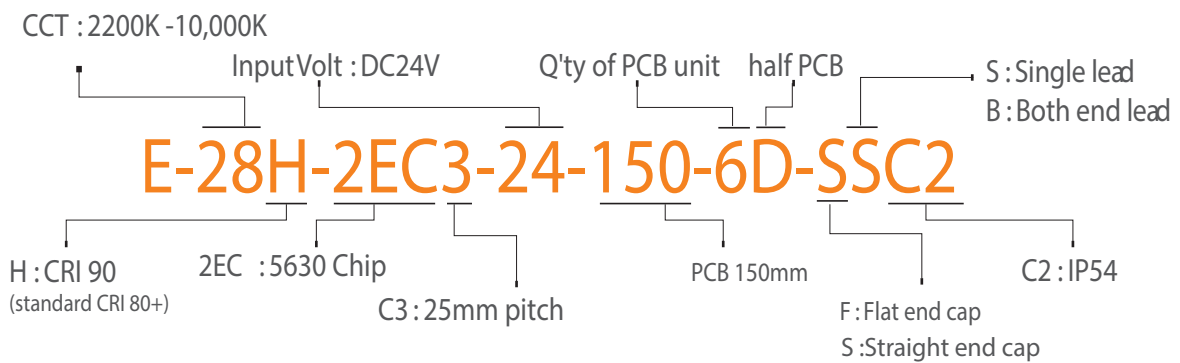 CCT : 2200K -10,000K
Input Volt : DC24V
Q'ty of PCB unit
half PCB
S : Single lead
B : Both end lead
E-28H-2EC3-24-150-6D-SSC2
H : CRI 90
(standard CRI 80+)
2EC : 5630 Chip
C3 : 25mm pitch
PCB 150mm
F : Flat end cap
S : Straight end cap
C2 : IP54